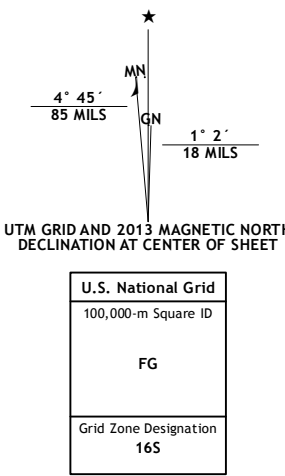 ★
MN
GN
4° 45´
85 MILS
1° 2´
18 MILS
UTM GRID AND 2013 MAGNETIC NORTH
DECLINATION AT CENTER OF SHEET
U.S. National Grid
100,000-m Square ID
FG
Grid Zone Designation
16S